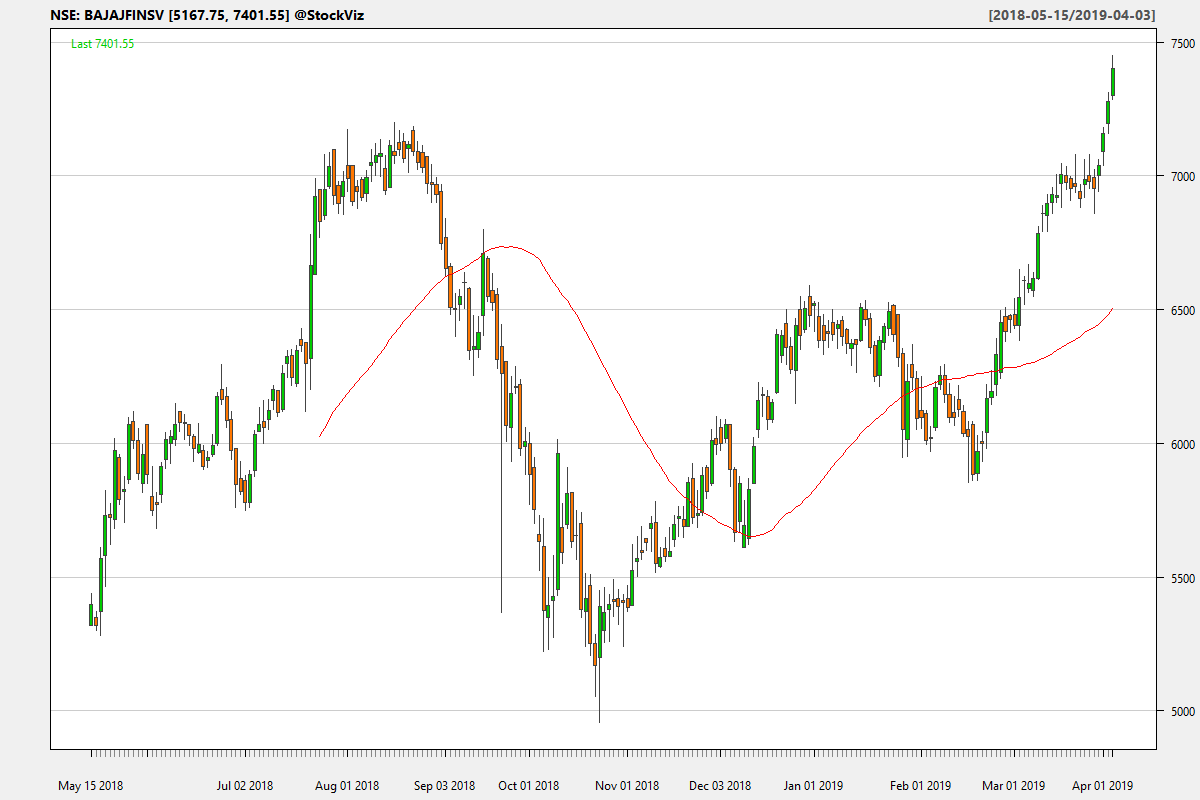 NSE: BAJAJFINSV [5167.75, 7401.55] @StockViz
[2018-05-15/2019-04-03]
Last 7401.55
7500
7000
6500
6000
5500
5000
May 15 2018 Jul 02 2018 Aug 01 2018 Sep 03 2018 Oct 01 2018 Nov 01 2018 Dec 03 2018 Jan 01 2019 Feb 01 2019 Mar 01 2019 Apr 01 2019